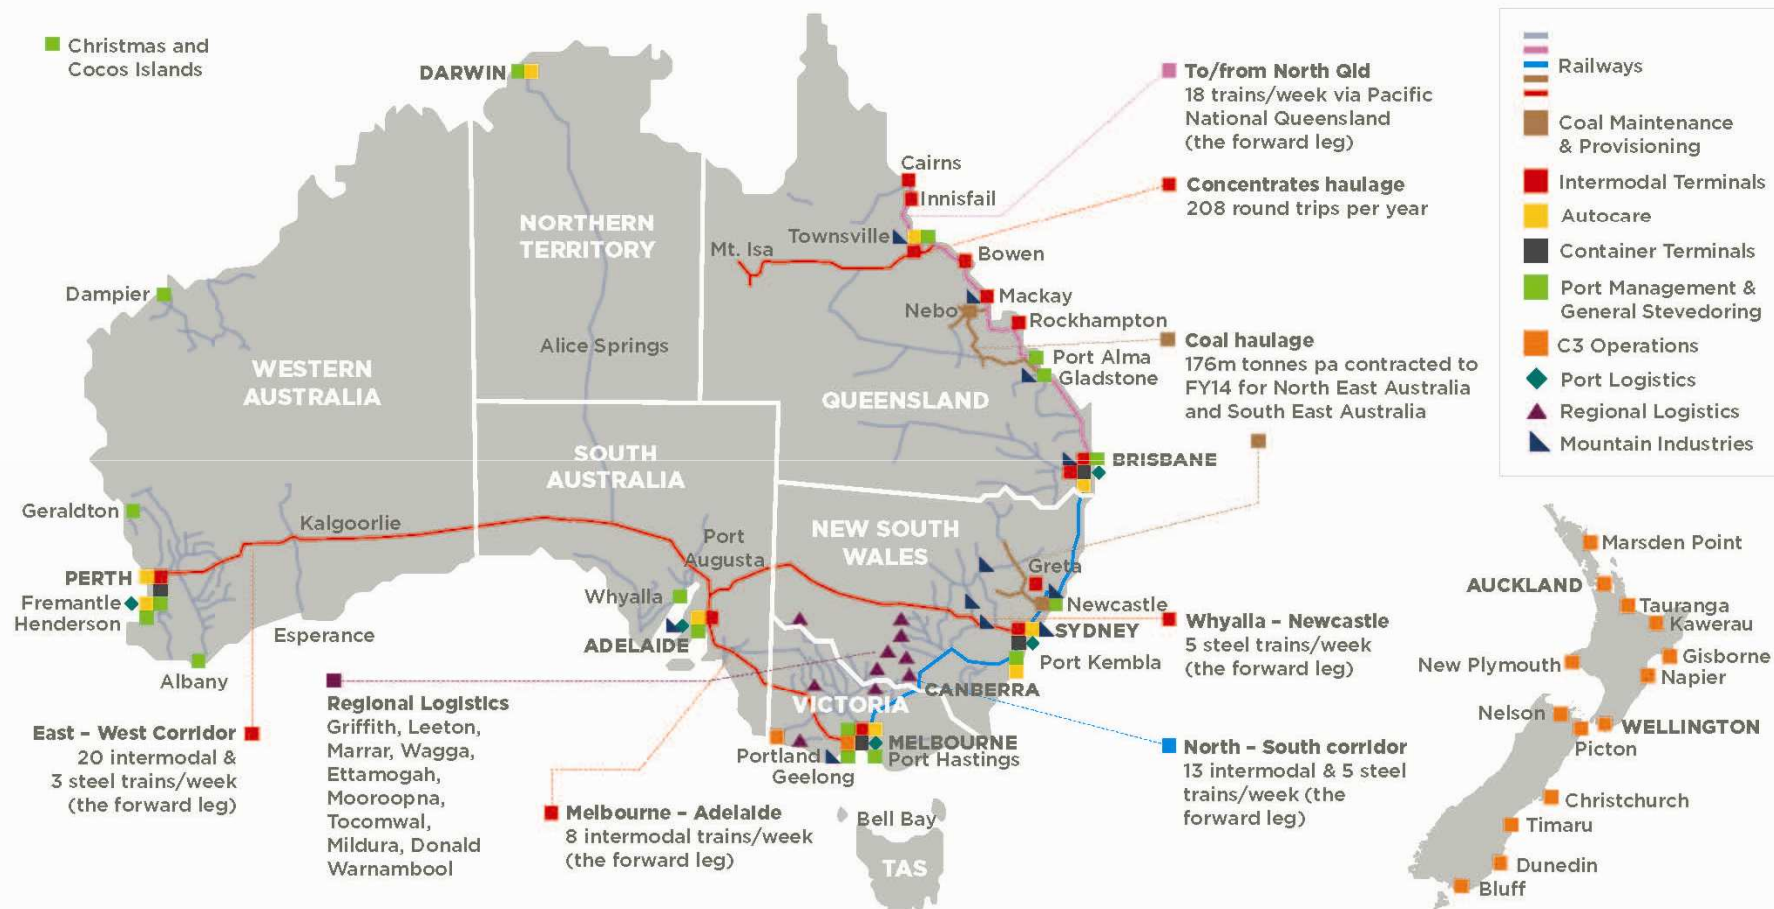 Christmas and
Cocos Islands
DARWIN
To/from North Qld
18 trains/week via Pacific
National Queensland
(the forward leg)
Cairns
Innisfail
Concentrates haulage
208 round trips per year
NORTHERN
TERRITORY
Townsville
Mt. Isa
Bowen
Dampier
Mackay
Nebo
Rockhampton
Alice Springs
Coal haulage
176m tonnes pa contracted to
FY14 for North East Australia
and South East Australia
Port Alma
Gladstone
WESTERN
AUSTRALIA
QUEENSLAND
SOUTH
AUSTRALIA
BRISBANE
Geraldton
Kalgoorlie
Port
Augusta
NEW SOUTH
WALES
Greta
PERTH
Fremantle
Henderson
Whyalla
Newcastle
Esperance
ADELAIDE
SYDNEY
Port Kembla
Whyalla – Newcastle
5 steel trains/week
(the forward leg)
Albany
CANBERRA
VICTORIA
Regional Logistics
Griffith, Leeton,
Marrar, Wagga,
Ettamogah,
Mooroopna,
Tocomwal,
Mildura, Donald
Warnambool
East – West Corridor
20 intermodal &
3 steel trains/week
(the forward leg)
Portland
Geelong
MELBOURNE
Port Hastings
North – South corridor
13 intermodal & 5 steel
trains/week (the
forward leg)
Melbourne – Adelaide
8 intermodal trains/week
(the forward leg)
Bell Bay
TAS
Railways
Coal Maintenance
& Provisioning
Intermodal Terminals
Autocare
Container Terminals
Port Management &
General Stevedoring
C3 Operations
Port Logistics
Regional Logistics
Mountain Industries
Marsden Point
AUCKLAND
Tauranga
Kawerau
Gisborne
New Plymouth
Napier
Nelson
WELLINGTON
Picton
Christchurch
Timaru
Dunedin
Bluff